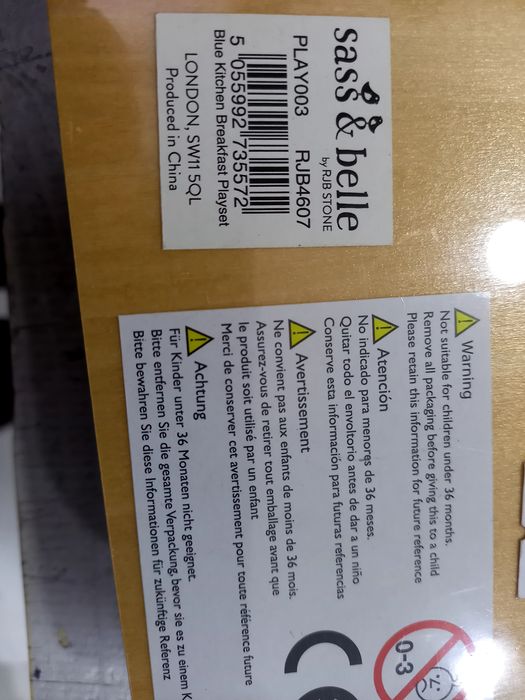 sass & belle
by RJB STONE
PLAY003 RJB4607
5 055992 735572
Blue Kitchen Breakfast Playset
LONDON, SW11 5QL
Produced in China
Warning
Not suitable for children under 36 months.
Remove all packaging before giving this to a child
Please retain this information for future reference
Atención
No indicado para menores de 36 meses.
Quitar todo el envoltorio antes de dar a un niño
Conserve esta información para futuras referencias
Avertissement
Ne convient pas aux enfants de moins de 36 mois.
Assurez-vous de retirer tout emballage avant que
le produit soit utilisé par un enfant
Merci de conserver cet avertissement pour toute référence future
Achtung
Für Kinder unter 36 Monaten nicht geeignet.
Bitte entfernen Sie die gesamte Verpackung, bevor sie es zu einem K
Bitte bewahren Sie diese Informationen für zukünftige Referenz
CE
0-3